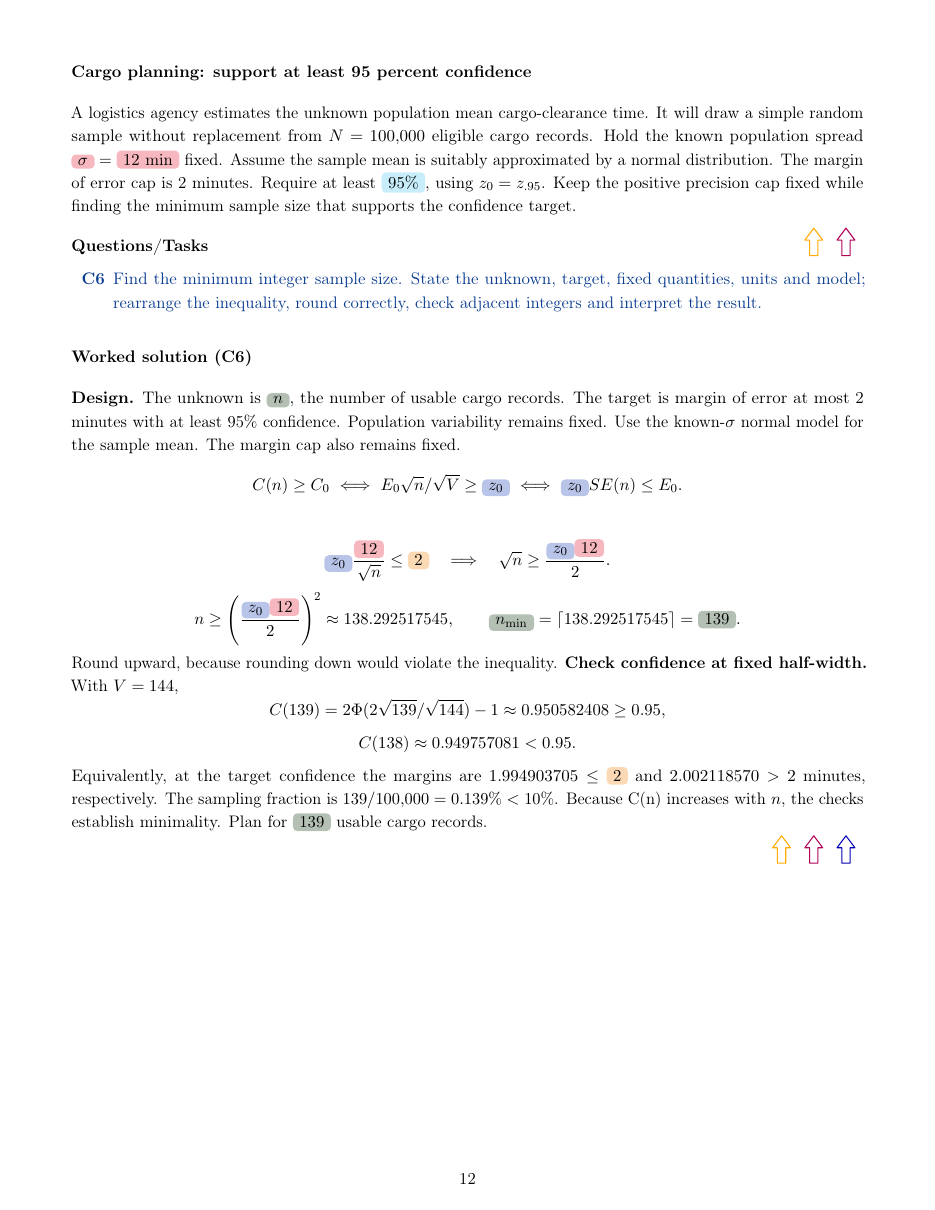 Cargo planning: support at least 95 percent confidence
A logistics agency estimates the unknown population mean cargo-clearance time. It will draw a simple random
sample without replacement from N = 100,000 eligible cargo records. Hold the known population spread
σ = 12 min fixed. Assume the sample mean is suitably approximated by a normal distribution. The margin
of error cap is 2 minutes. Require at least 95%, using z₀ = z.₉₅. Keep the positive precision cap fixed while
finding the minimum sample size that supports the confidence target.
Questions/Tasks
C6 Find the minimum integer sample size. State the unknown, target, fixed quantities, units and model;
rearrange the inequality, round correctly, check adjacent integers and interpret the result.
Worked solution (C6)
Design. The unknown is n, the number of usable cargo records. The target is margin of error at most 2
minutes with at least 95% confidence. Population variability remains fixed. Use the known-σ normal model for
the sample mean. The margin cap also remains fixed.
C(n) ≥ C₀ ⟺ E₀√n/√V ≥ z₀ ⟺ z₀SE(n) ≤ E₀.
z₀ 12/√n ≤ 2 ⟹ √n ≥ z₀ 12/2.
n ≥ (z₀ 12/2)² ≈ 138.292517545, n_min = ⌈138.292517545⌉ = 139.
Round upward, because rounding down would violate the inequality. Check confidence at fixed half-width.
With V = 144,
C(139) = 2Φ(2√139/√144) − 1 ≈ 0.950582408 ≥ 0.95,
C(138) ≈ 0.949757081 < 0.95.
Equivalently, at the target confidence the margins are 1.994903705 ≤ 2 and 2.002118570 > 2 minutes,
respectively. The sampling fraction is 139/100,000 = 0.139% < 10%. Because C(n) increases with n, the checks
establish minimality. Plan for 139 usable cargo records.
12